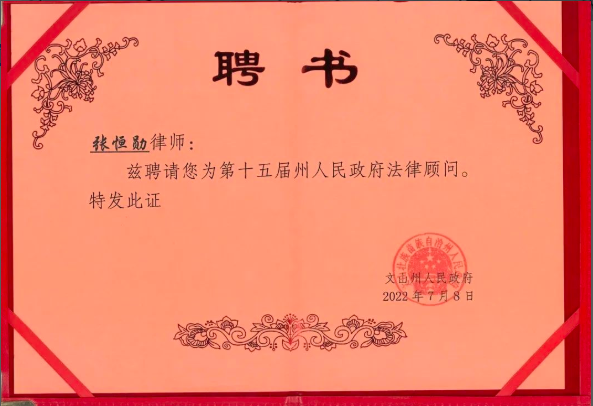 聘书
张恒勋律师：
兹聘请您为第十五届州人民政府法律顾问。
特发此证
文山州人民政府
2022年7月8日